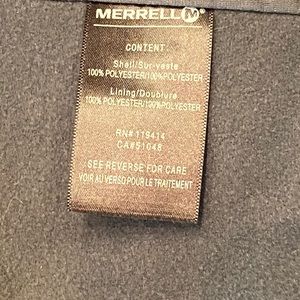 MERRELL
CONTENT:
Shell/Sur-veste
100% POLYESTER/100% POLYESTER
Lining/Doublure
100% POLYESTER/100% POLYESTER
RN# 119414
CA#51048
SEE REVERSE FOR CARE
VOIR AU VERSO POUR LE TRAITEMENT